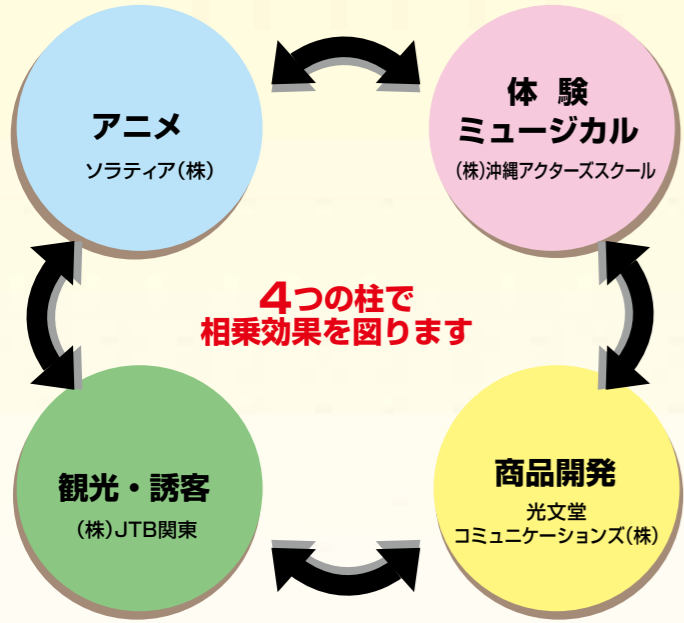 アニメ
ソラティア(株)
体 験
ミュージカル
(株)沖縄アクターズスクール
4つの柱で
相乗効果を図ります
観光・誘客
(株)JTB関東
商品開発
光文堂
コミュニケーションズ(株)